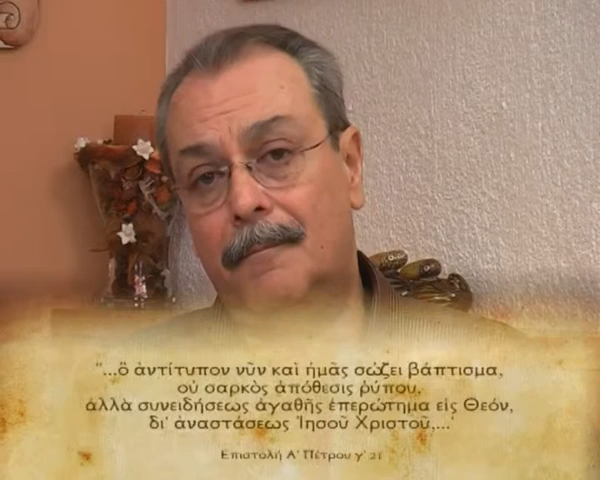 "...ὃ ἀντίτυπον νῦν καὶ ἡμᾶς σώζει βάπτισμα,
οὐ σαρκὸς ἀπόθεσις ῥύπου,
ἀλλὰ συνειδήσεως ἀγαθῆς ἐπερώτημα εἰς Θεόν,
δι' ἀναστάσεως Ἰησοῦ Χριστοῦ,..."
Επιστολή Α' Πέτρου γ' 21